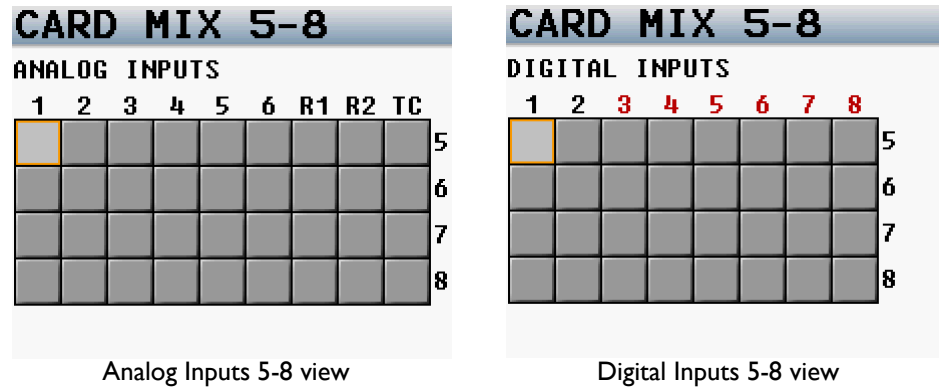 CARD MIX 5-8
ANALOG INPUTS
1 2 3 4 5 6 R1 R2 TC
5
6
7
8
Analog Inputs 5-8 view
CARD MIX 5-8
DIGITAL INPUTS
1 2 3 4 5 6 7 8
5
6
7
8
Digital Inputs 5-8 view